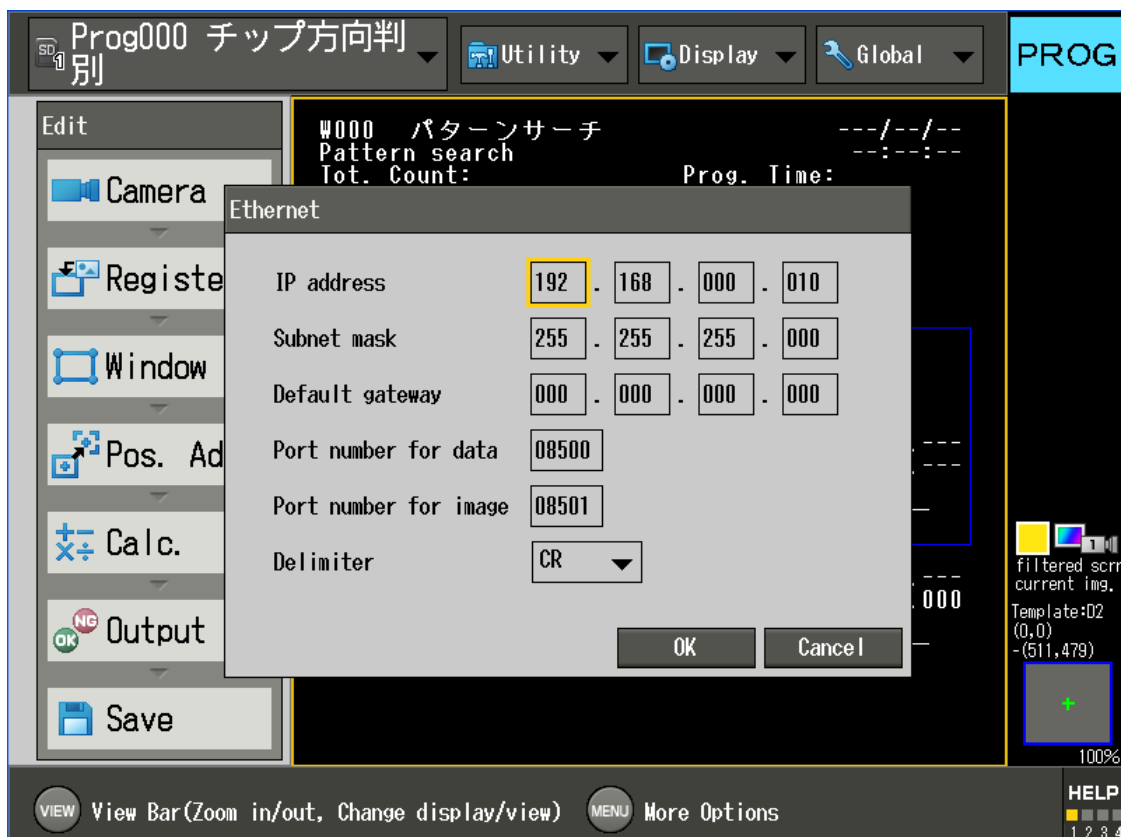 SD1 Prog000 チップ方向判
別
Utility
Display
Global
PROG
Edit
Camera
Registe
Window
Pos. Ad
Calc.
Output
Save
W000 パターンサーチ ---/--/--
Pattern search --:--:--
Tot. Count: Prog. Time:
Ethernet
IP address 192 . 168 . 000 . 010
Subnet mask 255 . 255 . 255 . 000
Default gateway 000 . 000 . 000 . 000
Port number for data 08500
Port number for image 08501
Delimiter CR
OK Cancel
.000
1
filtered scrr
current img.
Template:D2
(0,0)
-(511,479)
100%
NG
OK
VIEW View Bar(Zoom in/out, Change display/view) MENU More Options
HELP
1 2 3 4